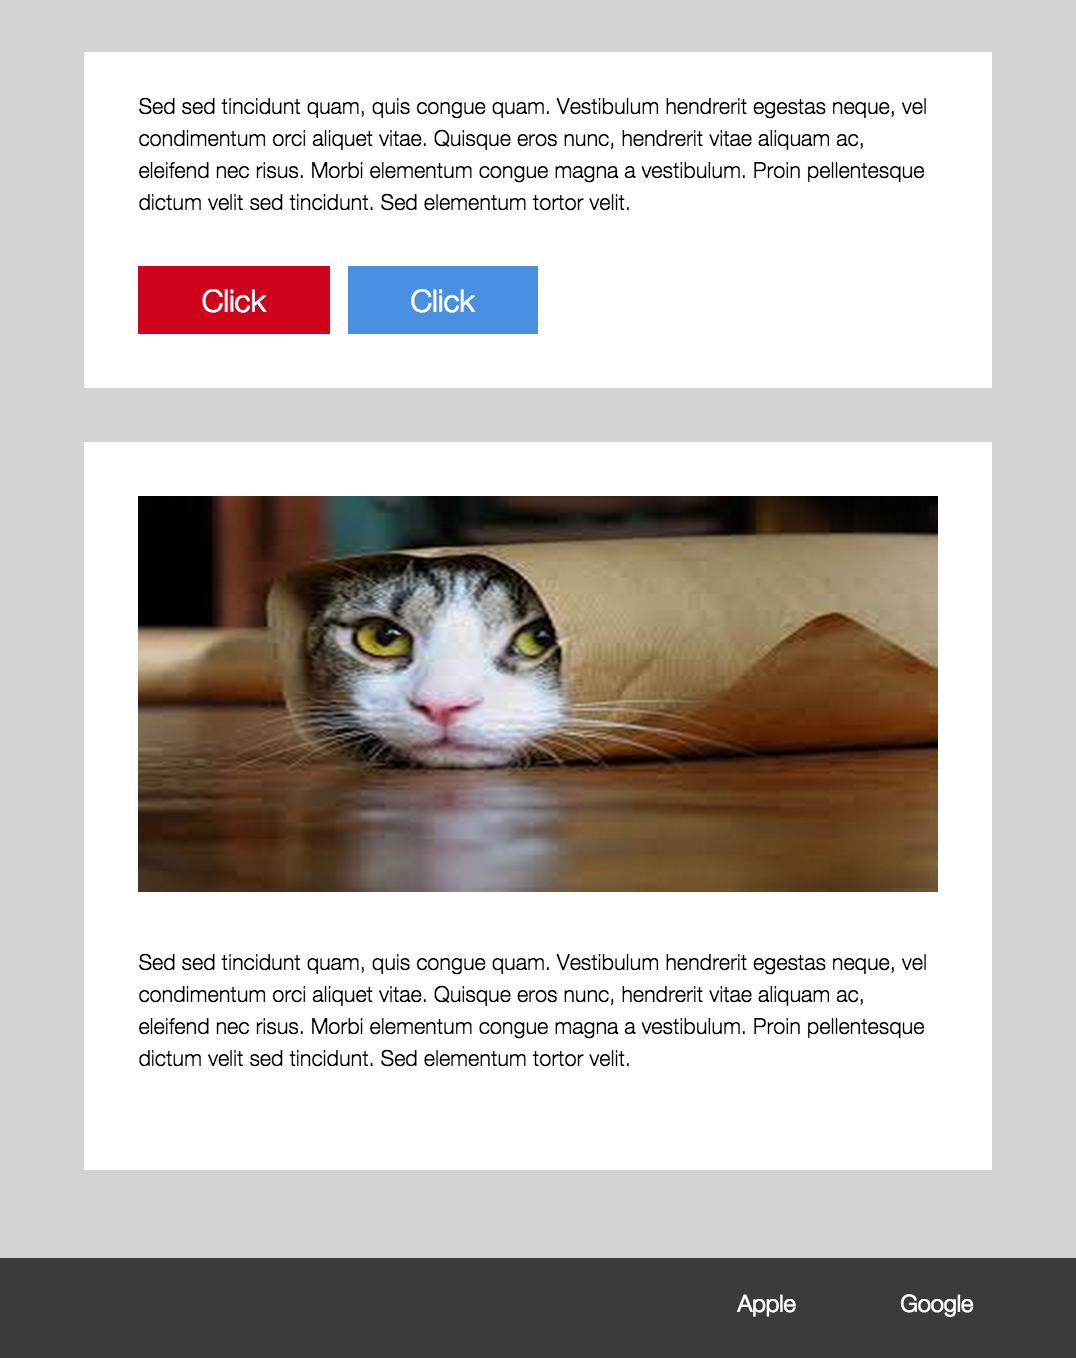 Sed sed tincidunt quam, quis congue quam. Vestibulum hendrerit egestas neque, vel
condimentum orci aliquet vitae. Quisque eros nunc, hendrerit vitae aliquam ac,
eleifend nec risus. Morbi elementum congue magna a vestibulum. Proin pellentesque
dictum velit sed tincidunt. Sed elementum tortor velit.
Click Click
Sed sed tincidunt quam, quis congue quam. Vestibulum hendrerit egestas neque, vel
condimentum orci aliquet vitae. Quisque eros nunc, hendrerit vitae aliquam ac,
eleifend nec risus. Morbi elementum congue magna a vestibulum. Proin pellentesque
dictum velit sed tincidunt. Sed elementum tortor velit.
Apple Google